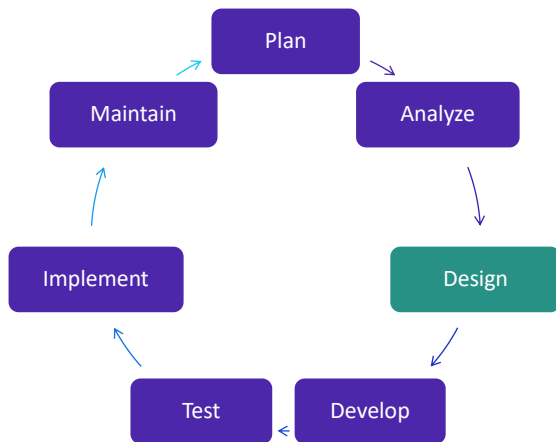 Plan
Analyze
Design
Develop
Test
Implement
Maintain